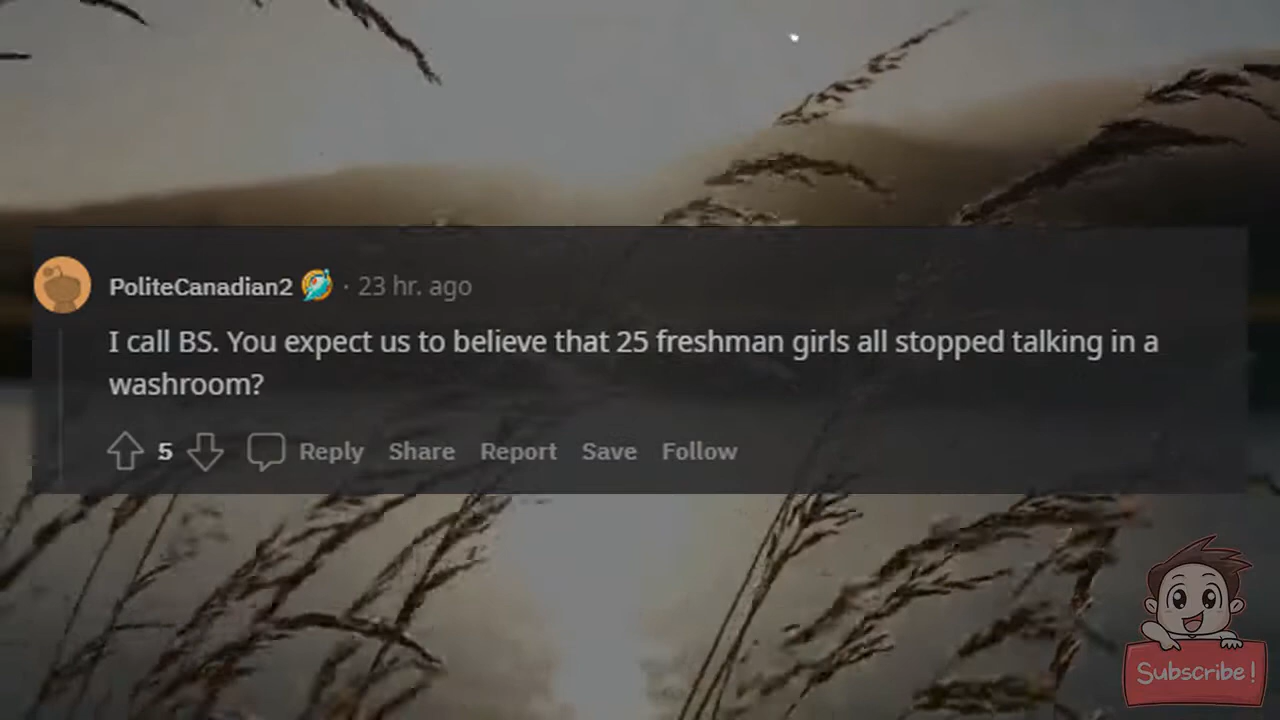 PoliteCanadian2 · 23 hr. ago
I call BS. You expect us to believe that 25 freshman girls all stopped talking in a
washroom?
5 Reply Share Report Save Follow
Subscribe!